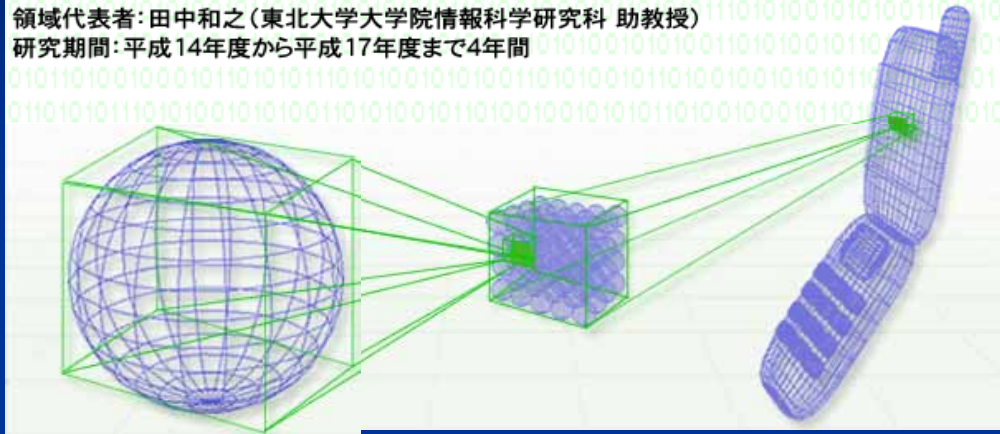 領域代表者：田中和之（東北大学大学院情報科学研究科 助教授）
研究期間：平成14年度から平成17年度まで4年間